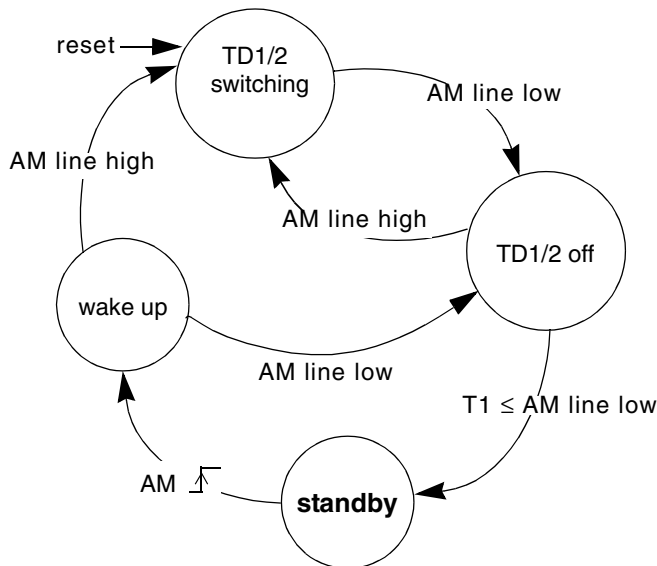 reset
TD1/2
switching
AM line low
AM line high
AM line high
TD1/2 off
wake up
AM line low
T1 ≤ AM line low
AM
standby